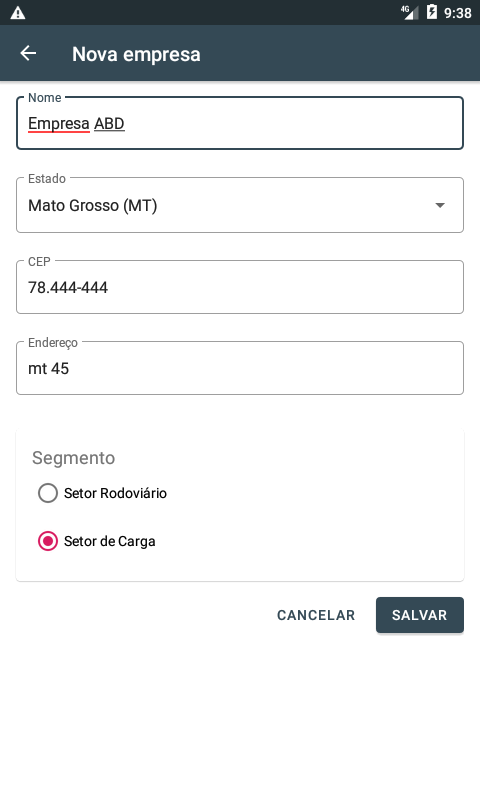 4G 9:38
Nova empresa
Nome
Empresa ABD
Estado
Mato Grosso (MT)
CEP
78.444-444
Endereço
mt 45
Segmento
Setor Rodoviário
Setor de Carga
CANCELAR SALVAR